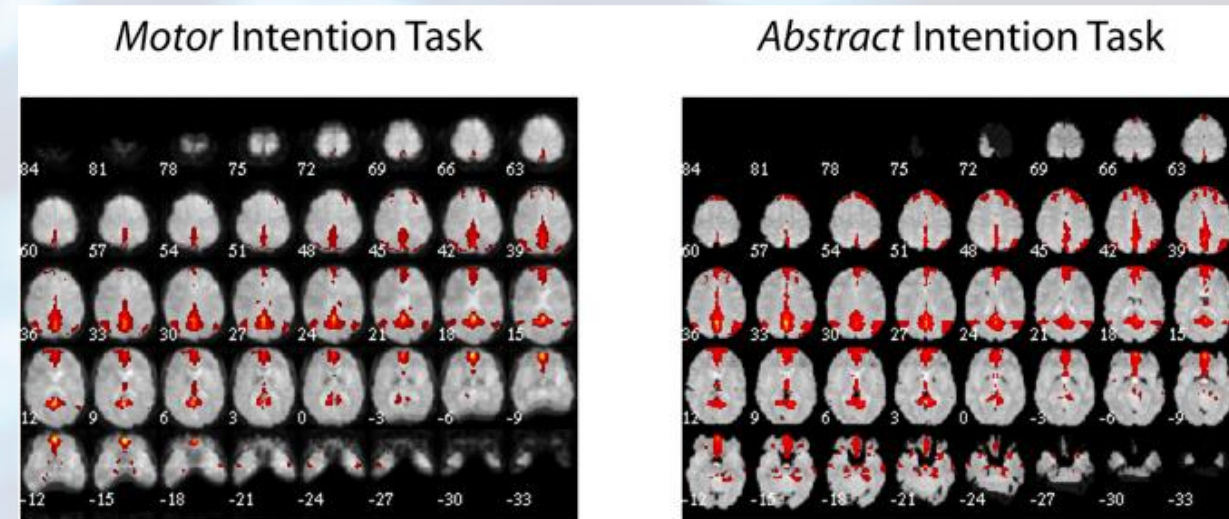 Motor Intention Task
Abstract Intention Task
84 81 78 75 72 69 66 63
60 57 54 51 48 45 42 39
36 33 30 27 24 21 18 15
12 9 6 3 0 -3 -6 -9
-12 -15 -18 -21 -24 -27 -30 -33
84 81 78 75 72 69 66 63
60 57 54 51 48 45 42 39
36 33 30 27 24 21 18 15
12 9 6 3 0 -3 -6 -9
-12 -15 -18 -21 -24 -27 -30 -33